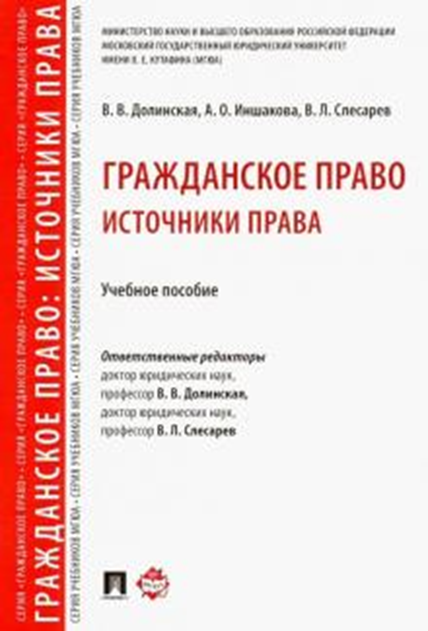 МИНИСТЕРСТВО НАУКИ И ВЫСШЕГО ОБРАЗОВАНИЯ РОССИЙСКОЙ ФЕДЕРАЦИИ
МОСКОВСКИЙ ГОСУДАРСТВЕННЫЙ ЮРИДИЧЕСКИЙ УНИВЕРСИТЕТ
ИМЕНИ О. Е. КУТАФИНА (МГЮА)
В. В. Долинская, А. О. Иншакова, В. Л. Слесарев
ГРАЖДАНСКОЕ ПРАВО
ИСТОЧНИКИ ПРАВА
Учебное пособие
Ответственные редакторы
доктор юридических наук,
профессор В. В. Долинская,
доктор юридических наук,
профессор В. Л. Слесарев
СЕРИЯ «ГРАЖДАНСКОЕ ПРАВО» • СЕРИЯ «ГРАЖДАНСКОЕ ПРАВО» • СЕРИЯ «ГРАЖДАНСКОЕ ПРАВО» • СЕРИЯ «ГРАЖДАНСКОЕ ПРАВО»
ГРАЖДАНСКОЕ ПРАВО: ИСТОЧНИКИ ПРАВА
СЕРИЯ УЧЕБНИКОВ МГЮА • СЕРИЯ УЧЕБНИКОВ МГЮА • СЕРИЯ УЧЕБНИКОВ МГЮА • СЕРИЯ УЧЕБНИКОВ МГЮА
ПРОСПЕКТ